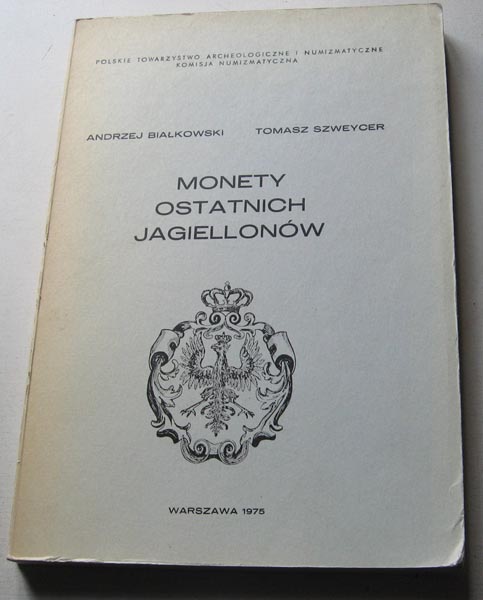 POLSKIE TOWARZYSTWO ARCHEOLOGICZNE I NUMIZMATYCZNE
KOMISJA NUMIZMATYCZNA
ANDRZEJ BIAŁKOWSKI TOMASZ SZWEYCER
MONETY
OSTATNICH
JAGIELLONÓW
WARSZAWA 1975